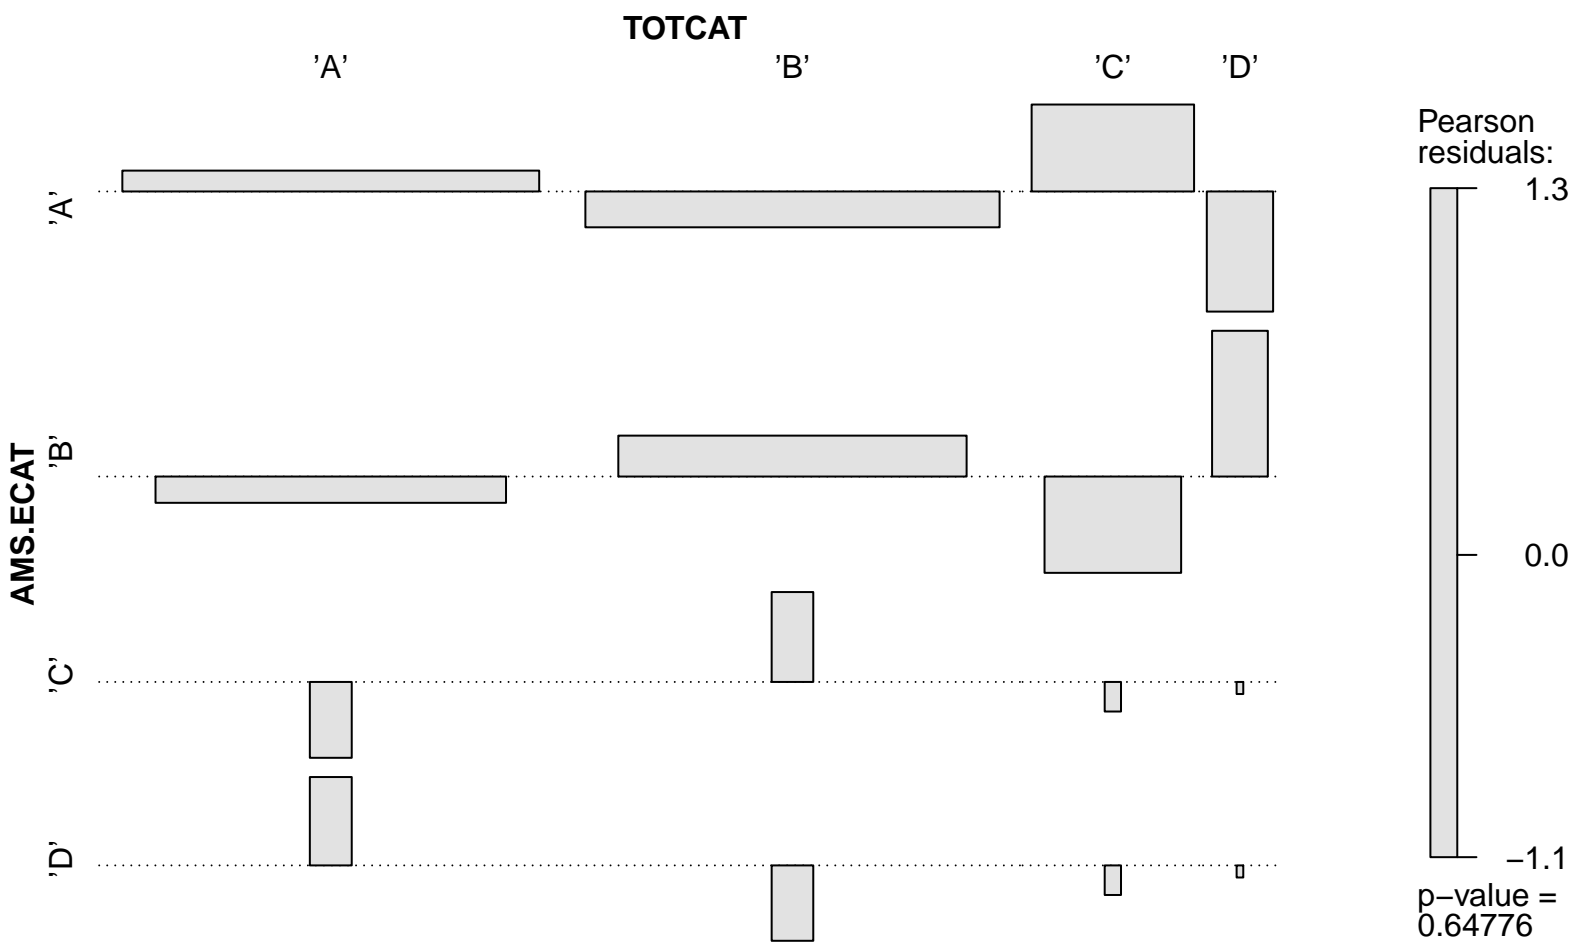 TOTCAT
’A’ ’B’ ’C’ ’D’
AMS.ECAT
’A’
’B’
’C’
’D’
Pearson
residuals:
1.3
0.0
−1.1
p−value =
0.64776